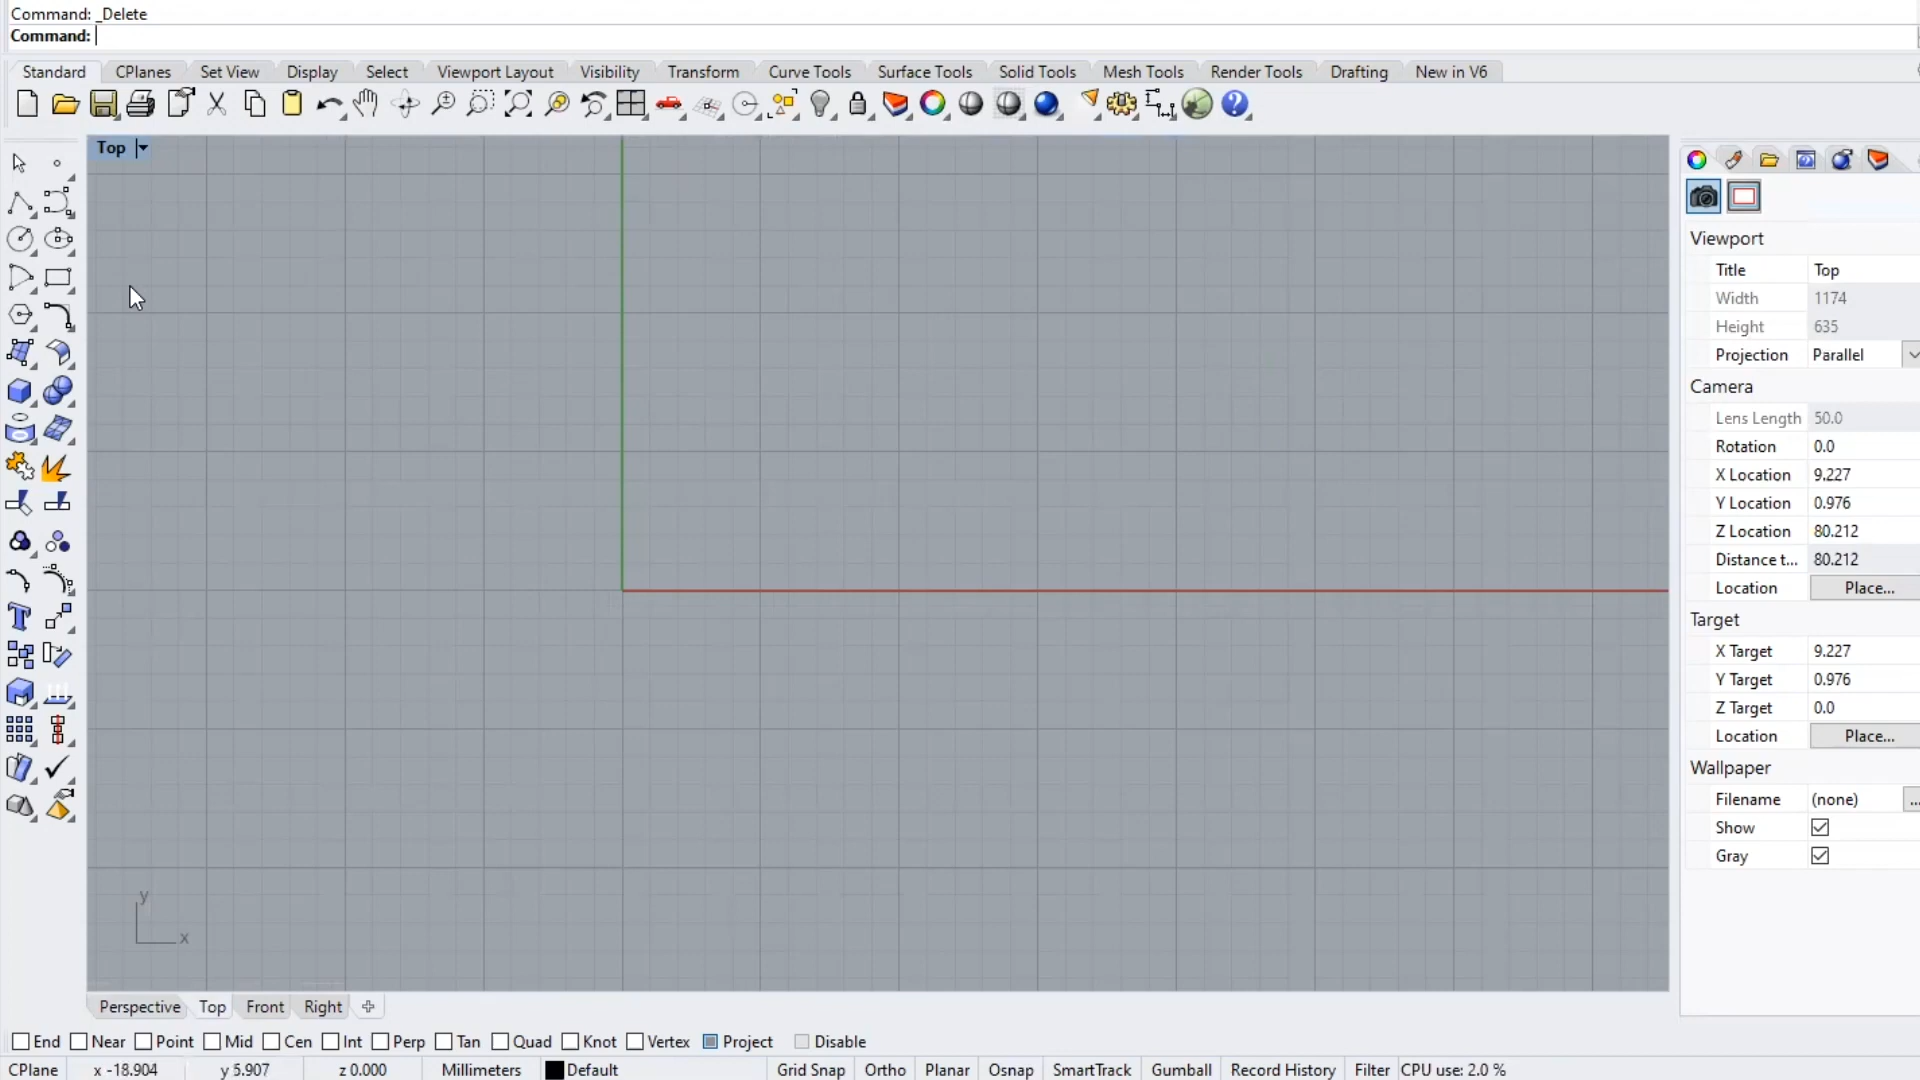 Command: _Delete
Command:
Standard CPlanes Set View Display Select Viewport Layout Visibility Transform Curve Tools Surface Tools Solid Tools Mesh Tools Render Tools Drafting New in V6
Top
Viewport
Title Top
Width 1174
Height 635
Projection Parallel
Camera
Lens Length 50.0
Rotation 0.0
X Location 9.227
Y Location 0.976
Z Location 80.212
Distance t... 80.212
Location Place...
Target
X Target 9.227
Y Target 0.976
Z Target 0.0
Location Place...
Wallpaper
Filename (none) ...
Show
Gray
y
x
Perspective Top Front Right
End Near Point Mid Cen Int Perp Tan Quad Knot Vertex Project Disable
CPlane x -18.904 y 5.907 z 0.000 Millimeters Default Grid Snap Ortho Planar Osnap SmartTrack Gumball Record History Filter CPU use: 2.0 %